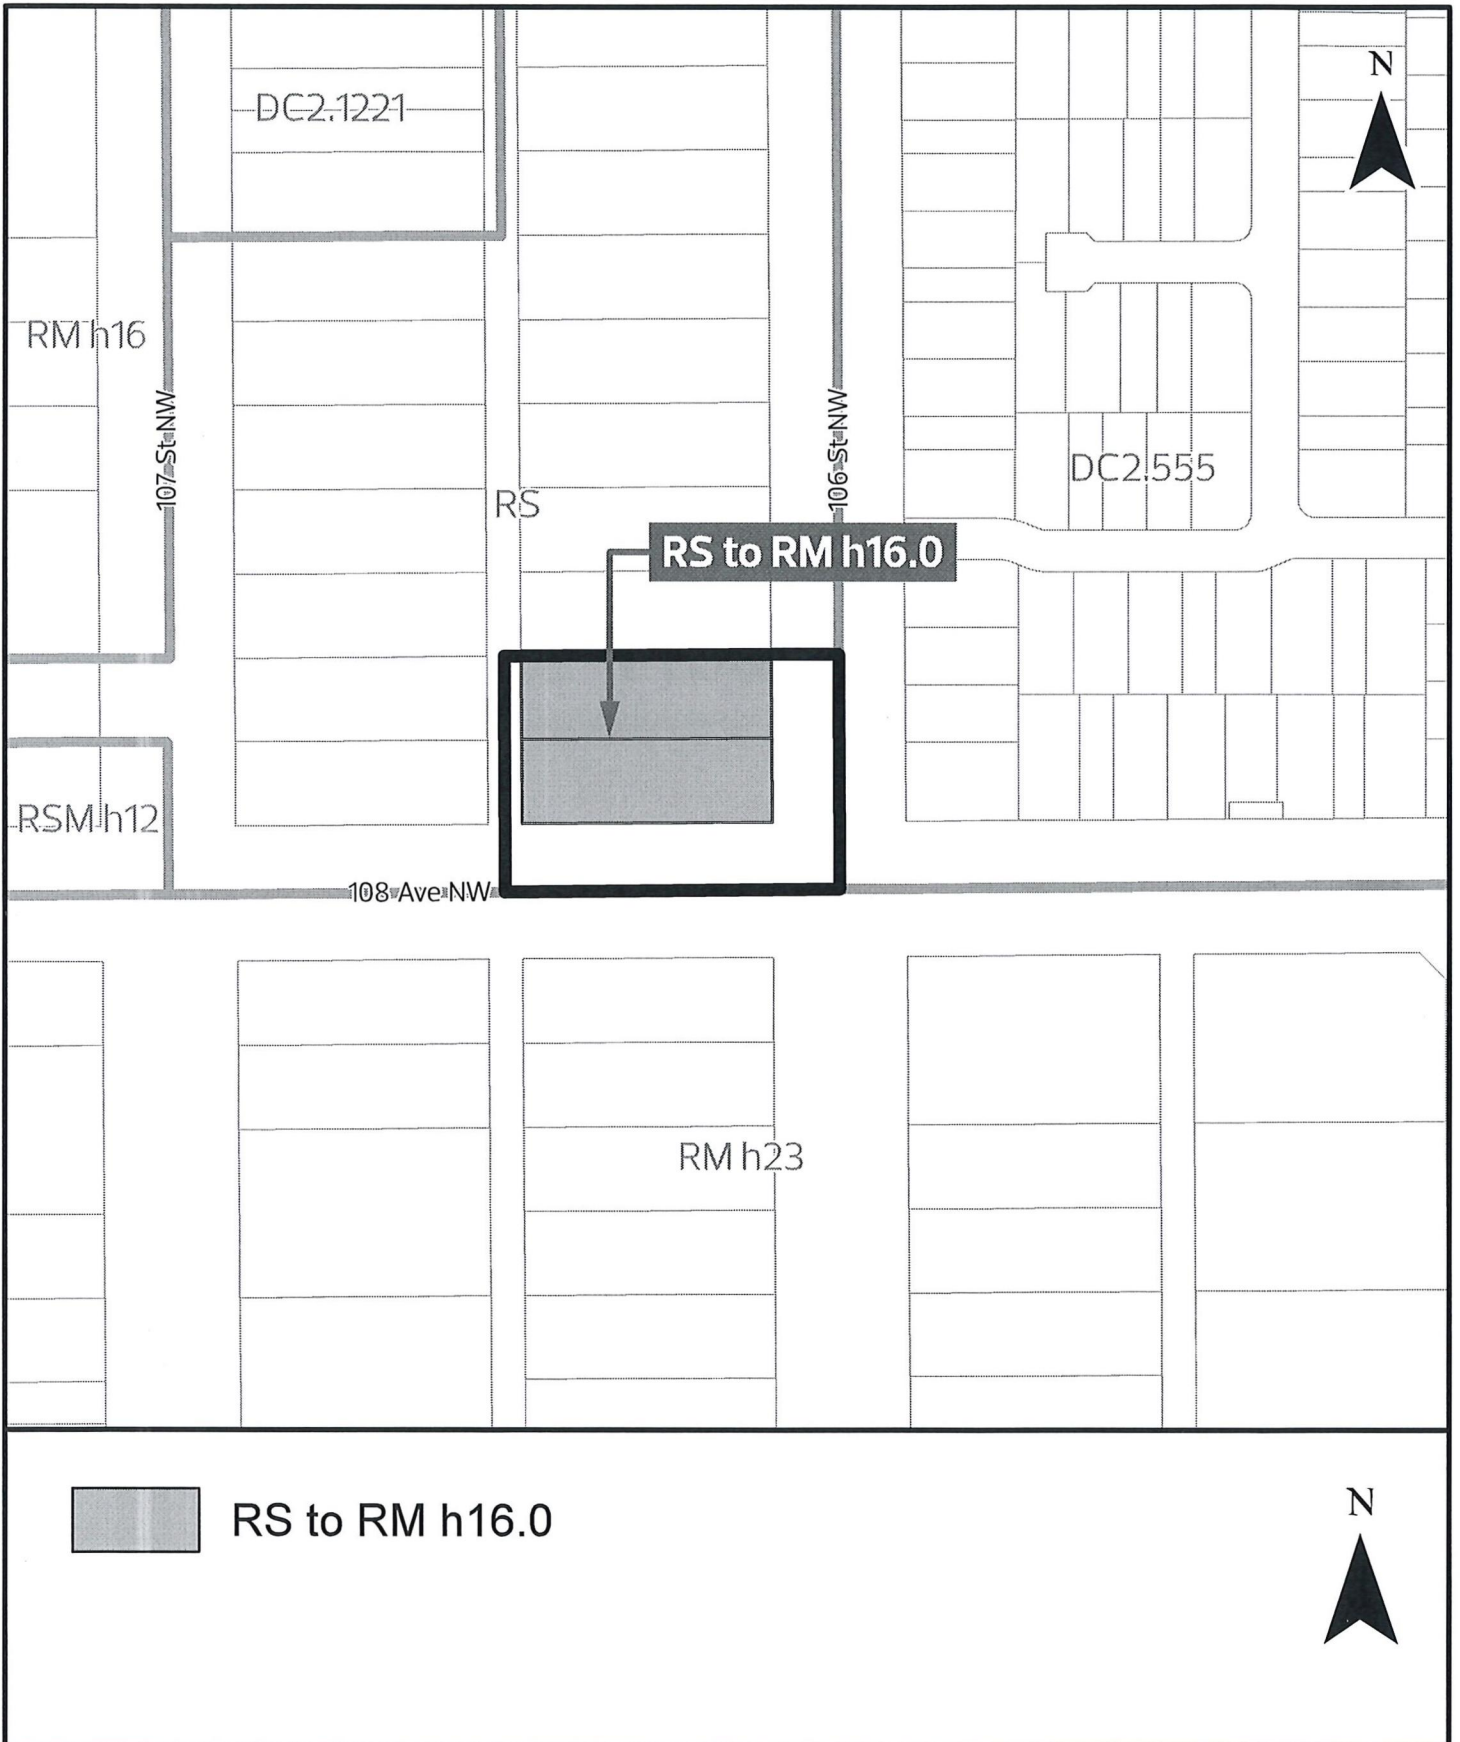 DC2.1221
N
RM h16
107 St NW
106 St NW
DC2.555
RS
RS to RM h16.0
RSM h12
108 Ave NW
RM h23
RS to RM h16.0
N